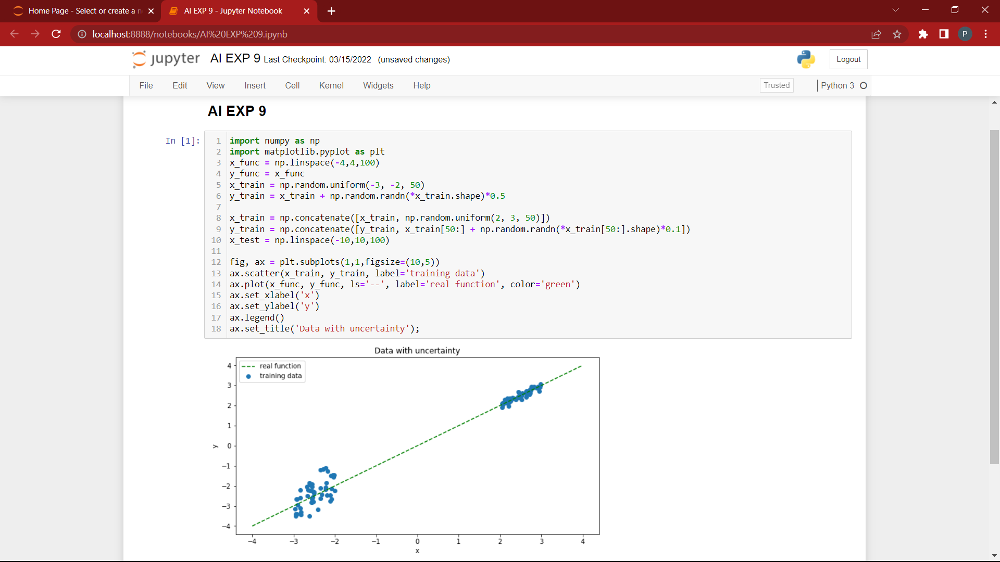 Home Page - Select or create a n
AI EXP 9 - Jupyter Notebook
localhost:8888/notebooks/AI%20EXP%209.ipynb
P
jupyter AI EXP 9 Last Checkpoint: 03/15/2022 (unsaved changes)
Logout
File Edit View Insert Cell Kernel Widgets Help
Trusted
Python 3
AI EXP 9
In [1]:
1 import numpy as np
2 import matplotlib.pyplot as plt
3 x_func = np.linspace(-4,4,100)
4 y_func = x_func
5 x_train = np.random.uniform(-3, -2, 50)
6 y_train = x_train + np.random.randn(*x_train.shape)*0.5
7
8 x_train = np.concatenate([x_train, np.random.uniform(2, 3, 50)])
9 y_train = np.concatenate([y_train, x_train[50:] + np.random.randn(*x_train[50:].shape)*0.1])
10 x_test = np.linspace(-10,10,100)
11
12 fig, ax = plt.subplots(1,1,figsize=(10,5))
13 ax.scatter(x_train, y_train, label='training data')
14 ax.plot(x_func, y_func, ls='--', label='real function', color='green')
15 ax.set_xlabel('x')
16 ax.set_ylabel('y')
17 ax.legend()
18 ax.set_title('Data with uncertainty');
Data with uncertainty
real function
training data
4
3
2
1
0
−1
−2
−3
−4
y
−4 −3 −2 −1 0 1 2 3 4
x